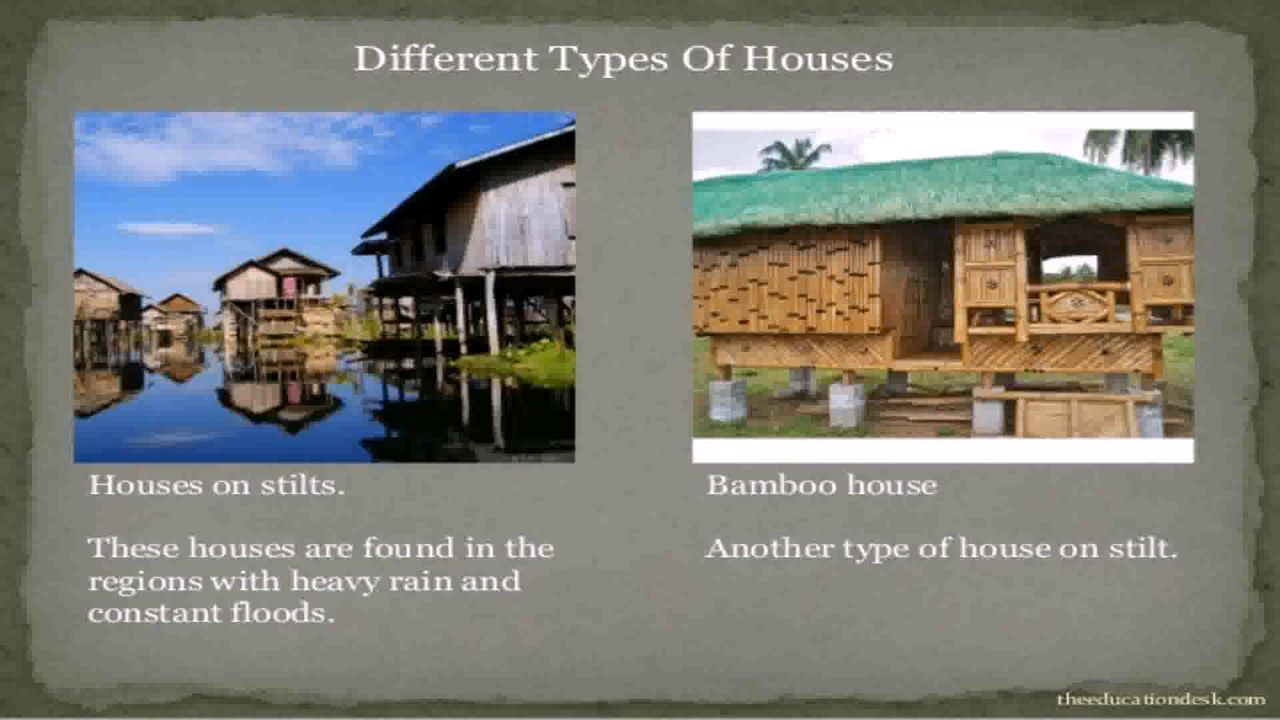 Different Types Of Houses
Houses on stilts.
These houses are found in the
regions with heavy rain and
constant floods.
Bamboo house
Another type of house on stilt.
theeducationdesk.com